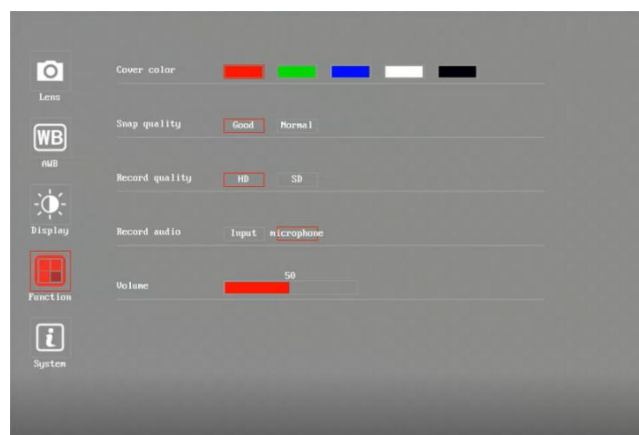 Lens
WB
AWB
Display
Function
i
System
Cover color
Snap quality Good Normal
Record quality HD SD
Record audio Input microphone
50
Volume